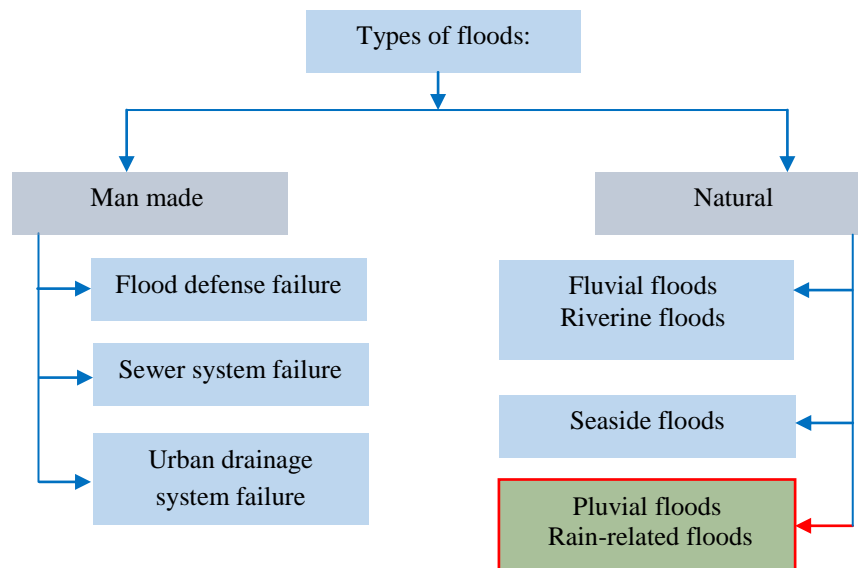 Types of floods:
Man made
Natural
Flood defense failure
Sewer system failure
Urban drainage
system failure
Fluvial floods
Riverine floods
Seaside floods
Pluvial floods
Rain-related floods